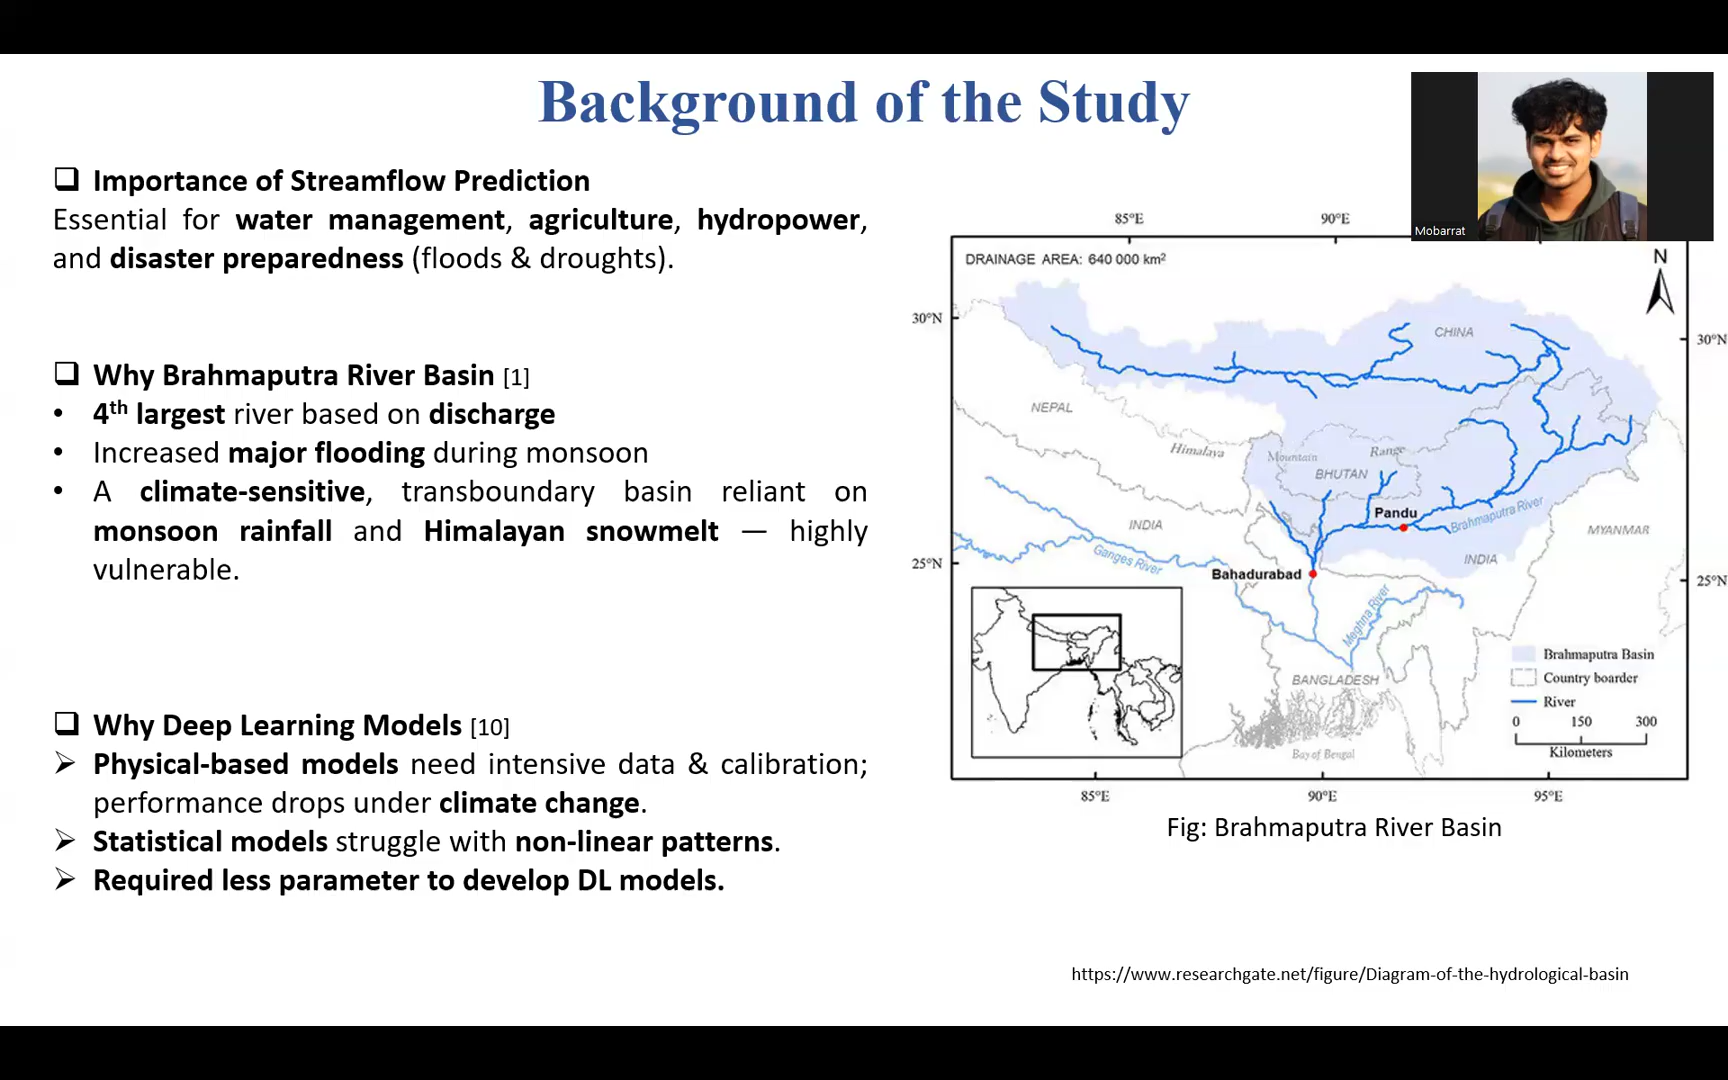 Background of the Study
Mobarrat
❑ Importance of Streamflow Prediction
Essential for water management, agriculture, hydropower,
and disaster preparedness (floods & droughts).
❑ Why Brahmaputra River Basin [1]
• 4th largest river based on discharge
• Increased major flooding during monsoon
• A climate-sensitive, transboundary basin reliant on
monsoon rainfall and Himalayan snowmelt — highly
vulnerable.
❑ Why Deep Learning Models [10]
➢ Physical-based models need intensive data & calibration;
performance drops under climate change.
➢ Statistical models struggle with non-linear patterns.
➢ Required less parameter to develop DL models.
85°E 90°E
DRAINAGE AREA: 640 000 km²
N
30°N
30°N
CHINA
NEPAL
Himalaya Mountain Range
BHUTAN
Pandu
Brahmaputra River
INDIA
MYANMAR
Ganges River
INDIA
25°N
Bahadurabad
25°N
Meghna River
BANGLADESH
Bay of Bengal
Brahmaputra Basin
Country boarder
River
0 150 300
Kilometers
85°E 90°E 95°E
Fig: Brahmaputra River Basin
https://www.researchgate.net/figure/Diagram-of-the-hydrological-basin